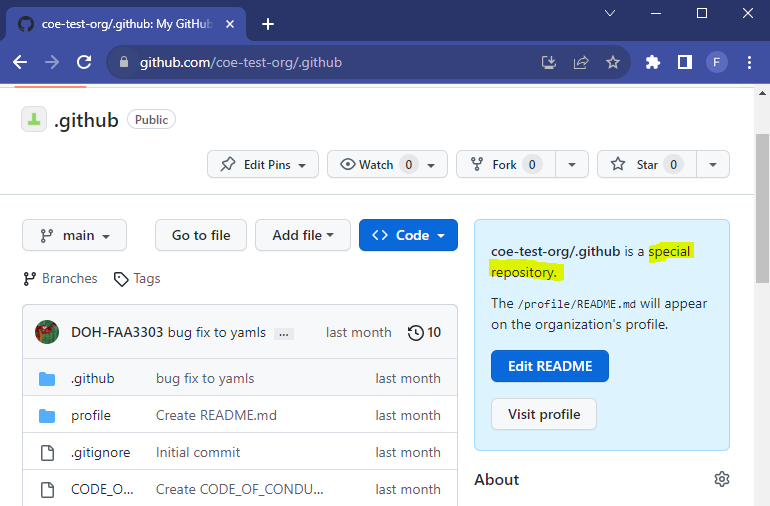 coe-test-org/.github: My GitHub
github.com/coe-test-org/.github
F
.github Public
Edit Pins Watch 0 Fork 0 Star 0
main Go to file Add file Code
Branches Tags
DOH-FAA3303 bug fix to yamls ... last month 10
.github bug fix to yamls last month
profile Create README.md last month
.gitignore Initial commit last month
CODE_O... Create CODE_OF_CONDU... last month
coe-test-org/.github is a special
repository.
The /profile/README.md will appear
on the organization's profile.
Edit README
Visit profile
About